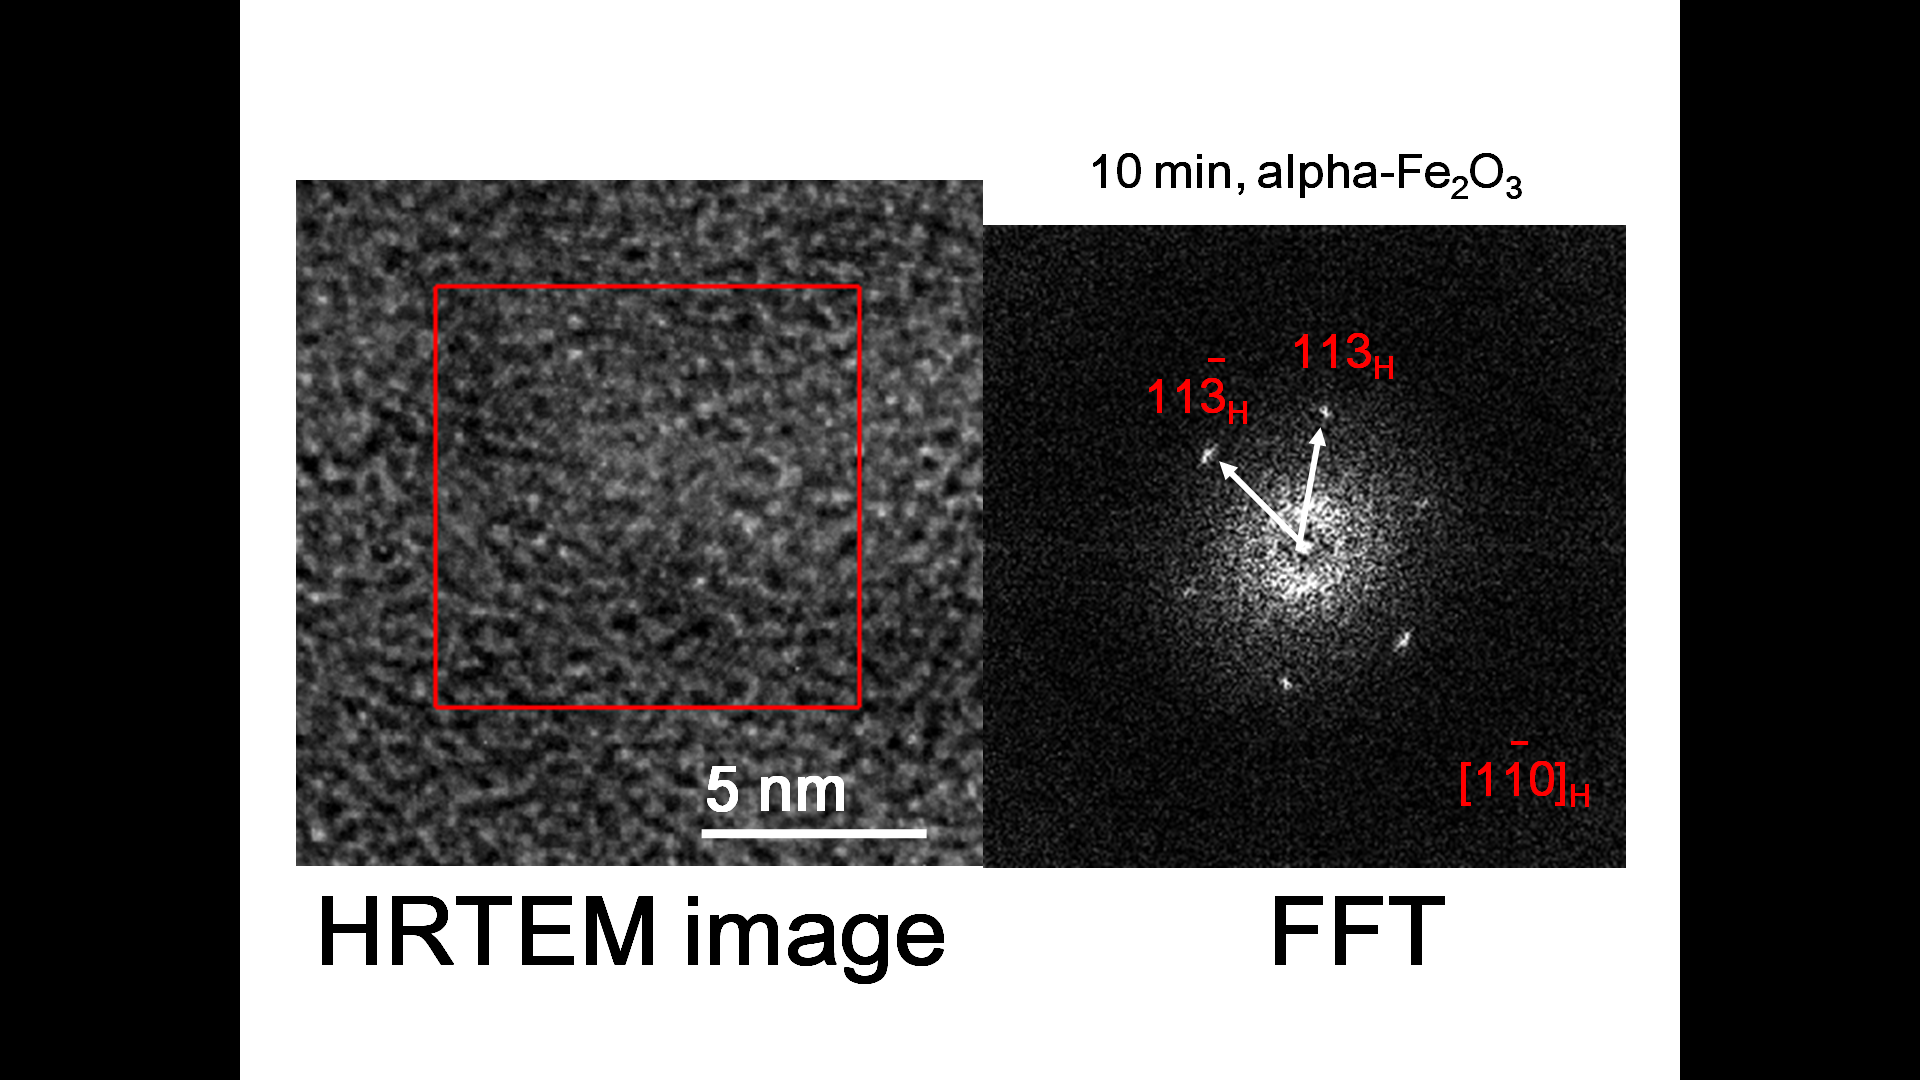 10 min, alpha-Fe₂O₃
113̄H
113H
[11̄0]H
5 nm
HRTEM image
FFT